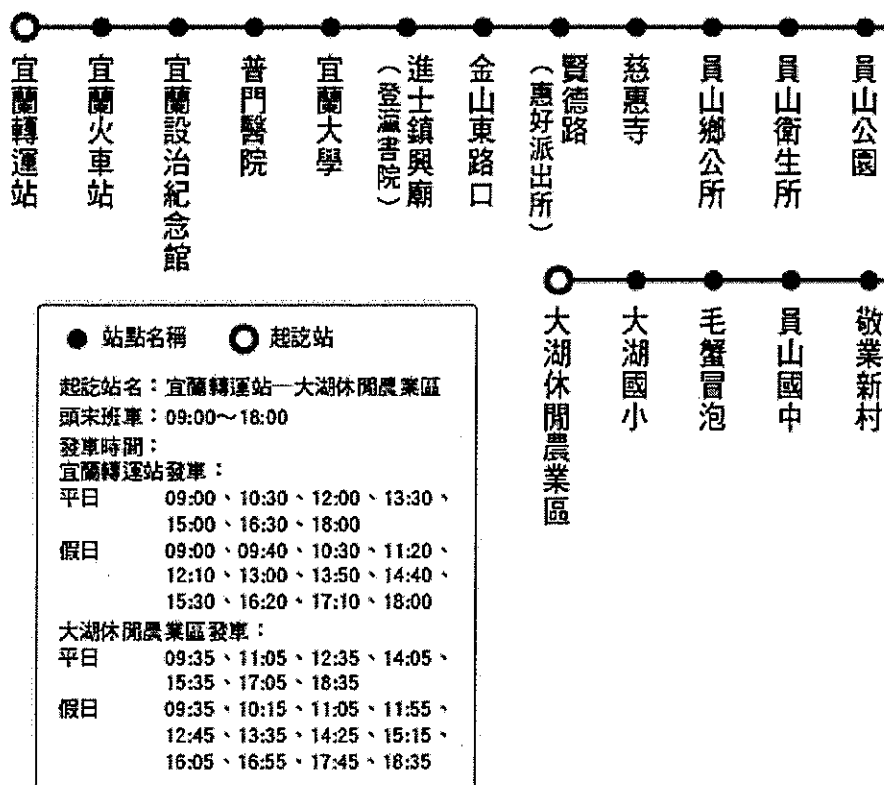 宜蘭轉運站
宜蘭火車站
宜蘭設治紀念館
普門醫院
宜蘭大學
進士鎮興廟
（登瀛書院）
金山東路口
賢德路
（惠好派出所）
慈惠寺
員山鄉公所
員山衛生所
員山公園
大湖休閒農業區
大湖國小
毛蟹冒泡
員山國中
敬業新村
● 站點名稱 ○ 起訖站
起訖站名：宜蘭轉運站─大湖休閒農業區
頭末班車：09:00～18:00
發車時間：
宜蘭轉運站發車：
平日 09:00、10:30、12:00、13:30、
15:00、16:30、18:00
假日 09:00、09:40、10:30、11:20、
12:10、13:00、13:50、14:40、
15:30、16:20、17:10、18:00
大湖休閒農業區發車：
平日 09:35、11:05、12:35、14:05、
15:35、17:05、18:35
假日 09:35、10:15、11:05、11:55、
12:45、13:35、14:25、15:15、
16:05、16:55、17:45、18:35